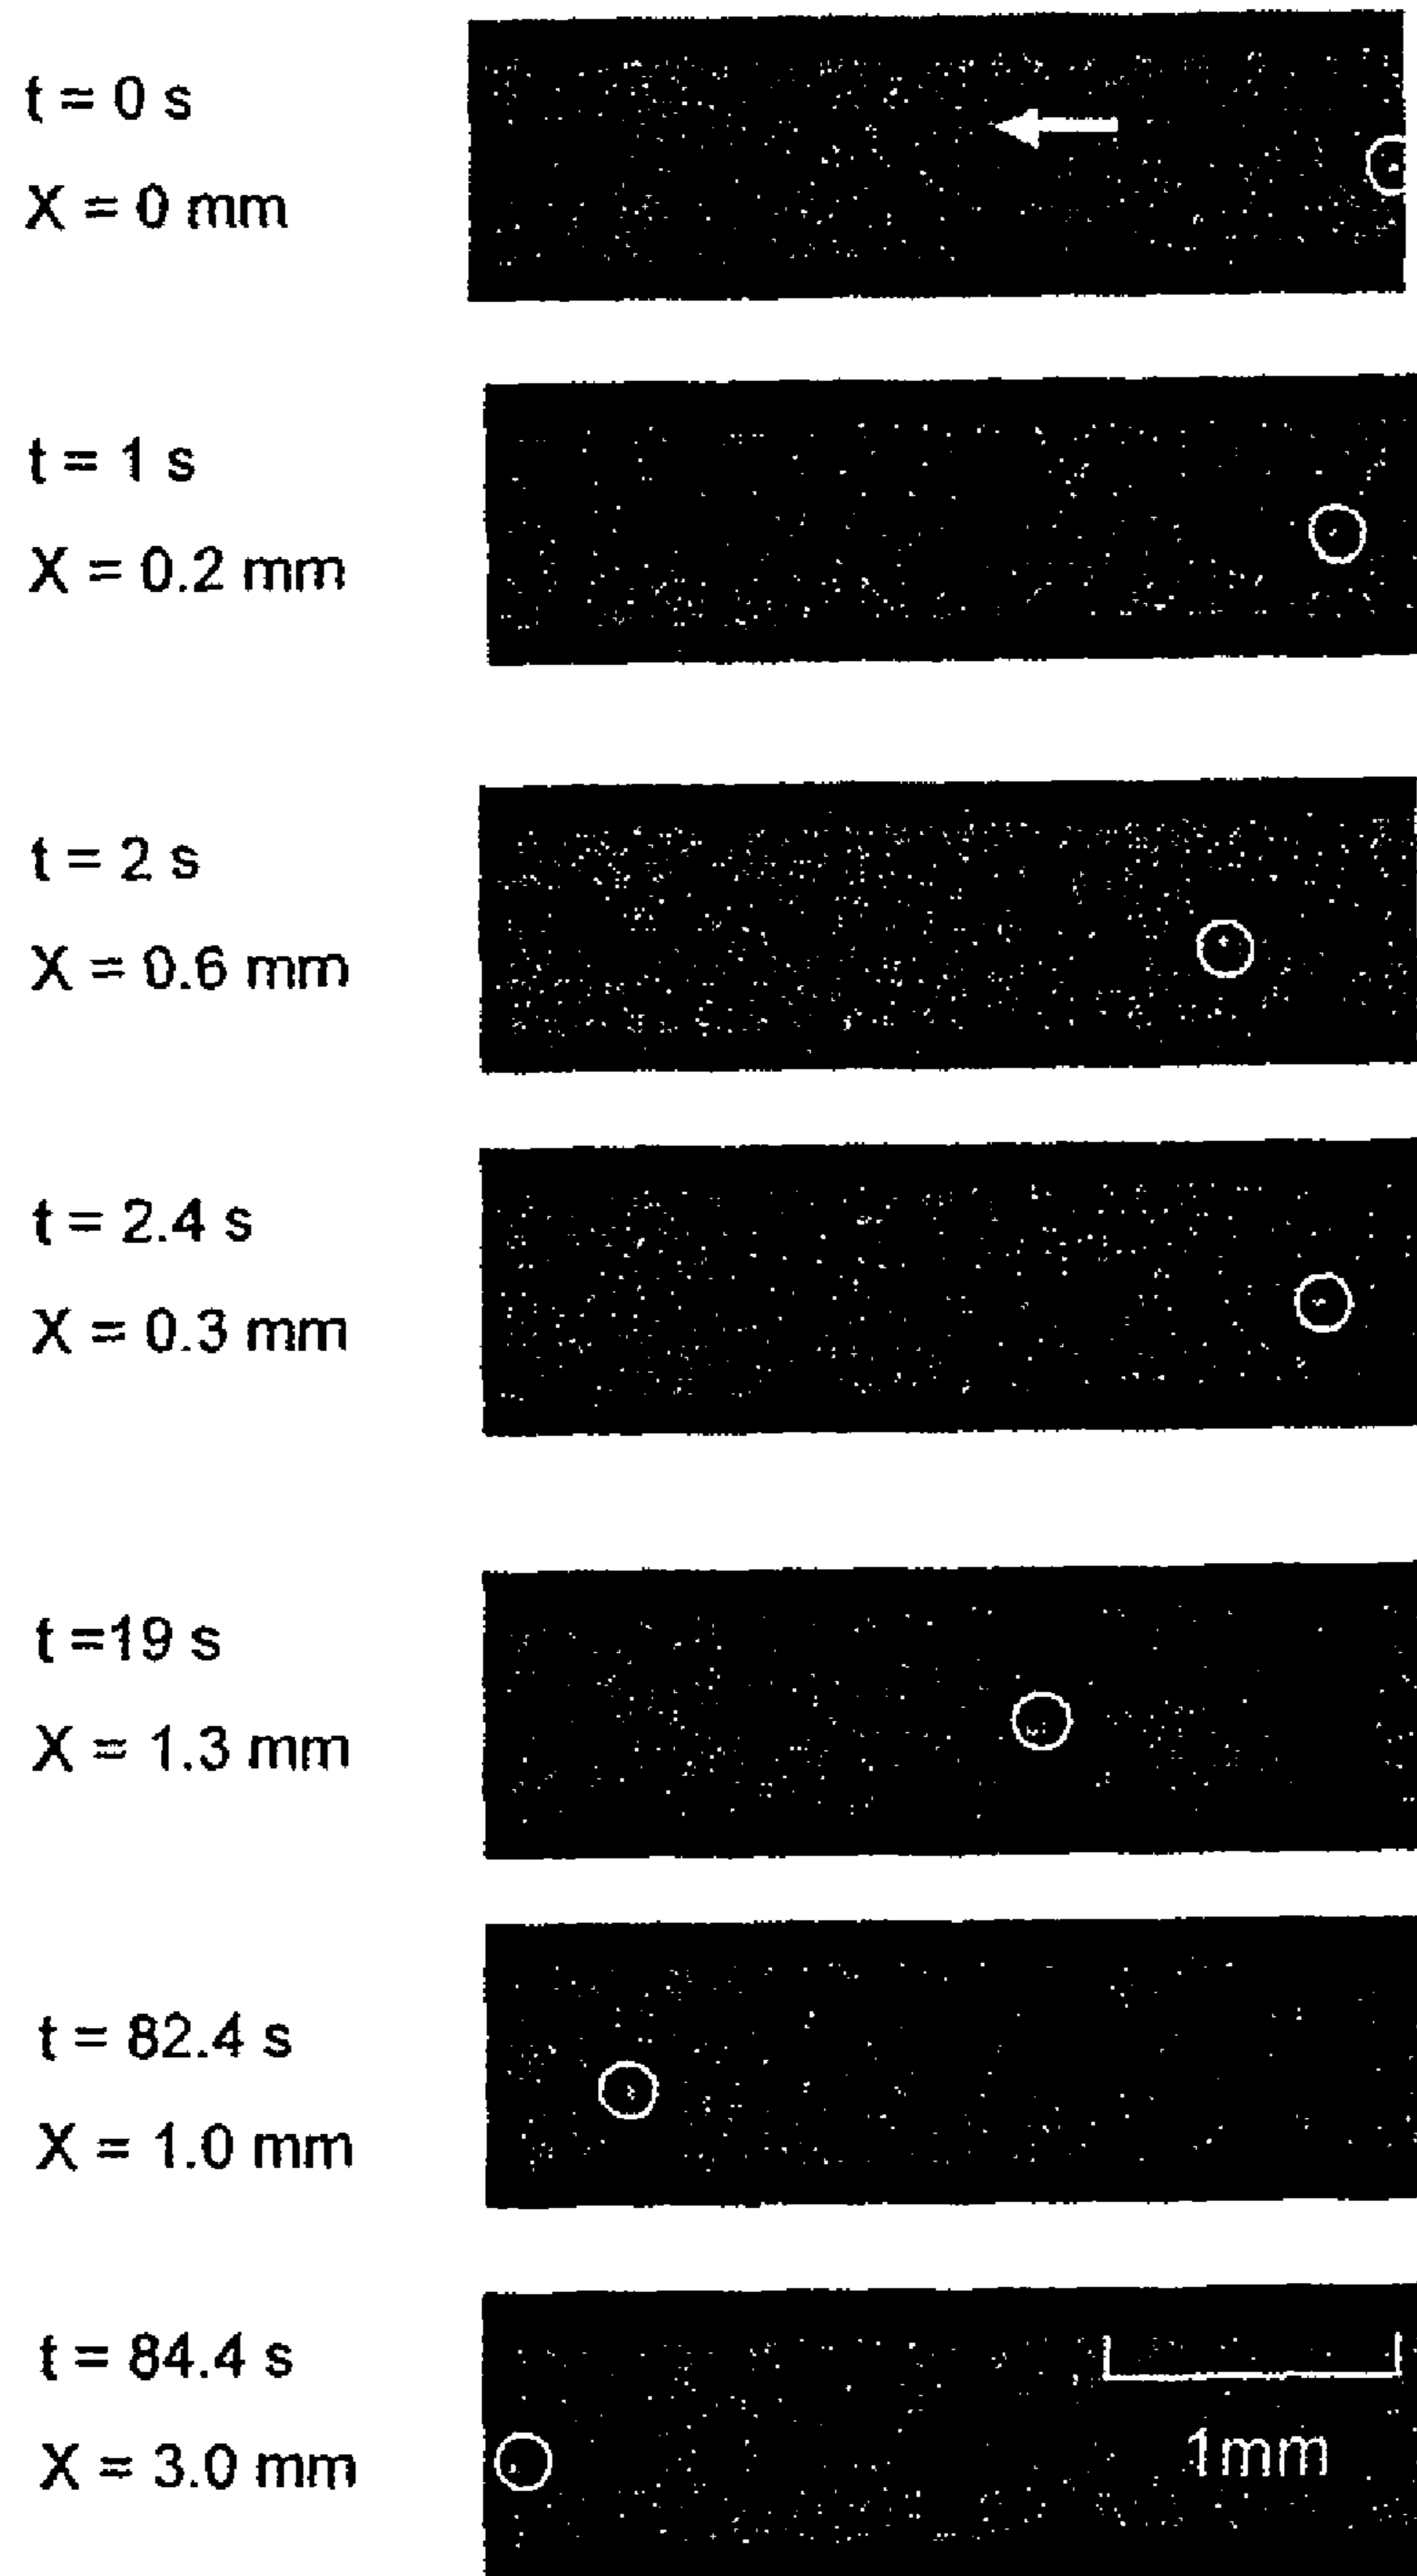 t = 0 s
X = 0 mm
t = 1 s
X = 0.2 mm
t = 2 s
X = 0.6 mm
t = 2.4 s
X = 0.3 mm
t =19 s
X = 1.3 mm
t = 82.4 s
X = 1.0 mm
t = 84.4 s
X = 3.0 mm
1mm